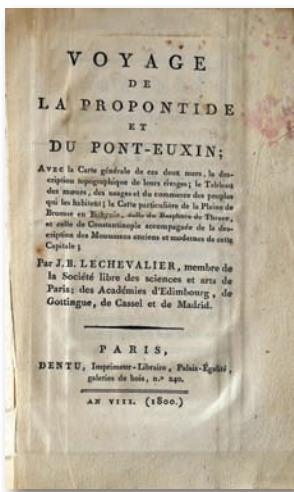 VOYAGE
DE
LA PROPONTIDE
ET
DU PONT-EUXIN;
AVEC la Carte générale de ces deux mers, la des-
cription topographique de leurs rivages; le Tableau
des mœurs, des usages et du commerce des peuples
qui les habitent; la Carte particulière de la Plaine de
Brousse en Bithynie, celle du Bosphore de Thrace,
et celle de Constantinople accompagnée de la des-
cription des Monumens anciens et modernes de cette
Capitale;
Par J. B. LECHEVALIER, membre de
la Société libre des sciences et arts de
Paris; des Académies d'Edimbourg, de
Gottingue, de Cassel et de Madrid.
PARIS,
DENTU, Imprimeur-Libraire, Palais-Égalité,
galeries de bois, n.º 240.
AN VIII. (1800.)